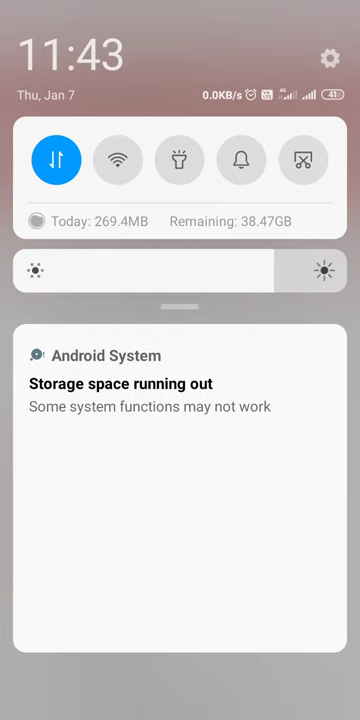 11:43
Thu, Jan 7
0.0KB/s
4G
41
Today: 269.4MB Remaining: 38.47GB
Android System
Storage space running out
Some system functions may not work